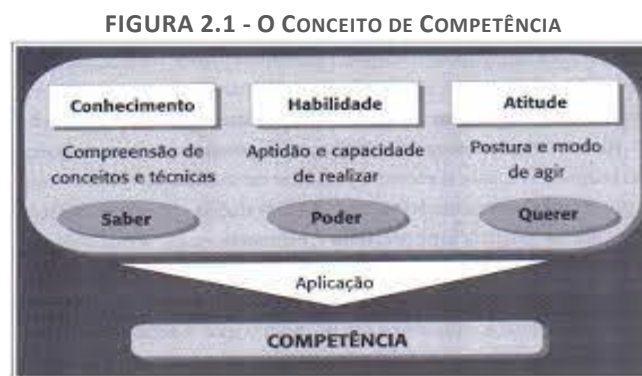 FIGURA 2.1 - O CONCEITO DE COMPETÊNCIA
Conhecimento
Habilidade
Atitude
Compreensão de
conceitos e técnicas
Aptidão e capacidade
de realizar
Postura e modo
de agir
Saber
Poder
Querer
Aplicação
COMPETÊNCIA